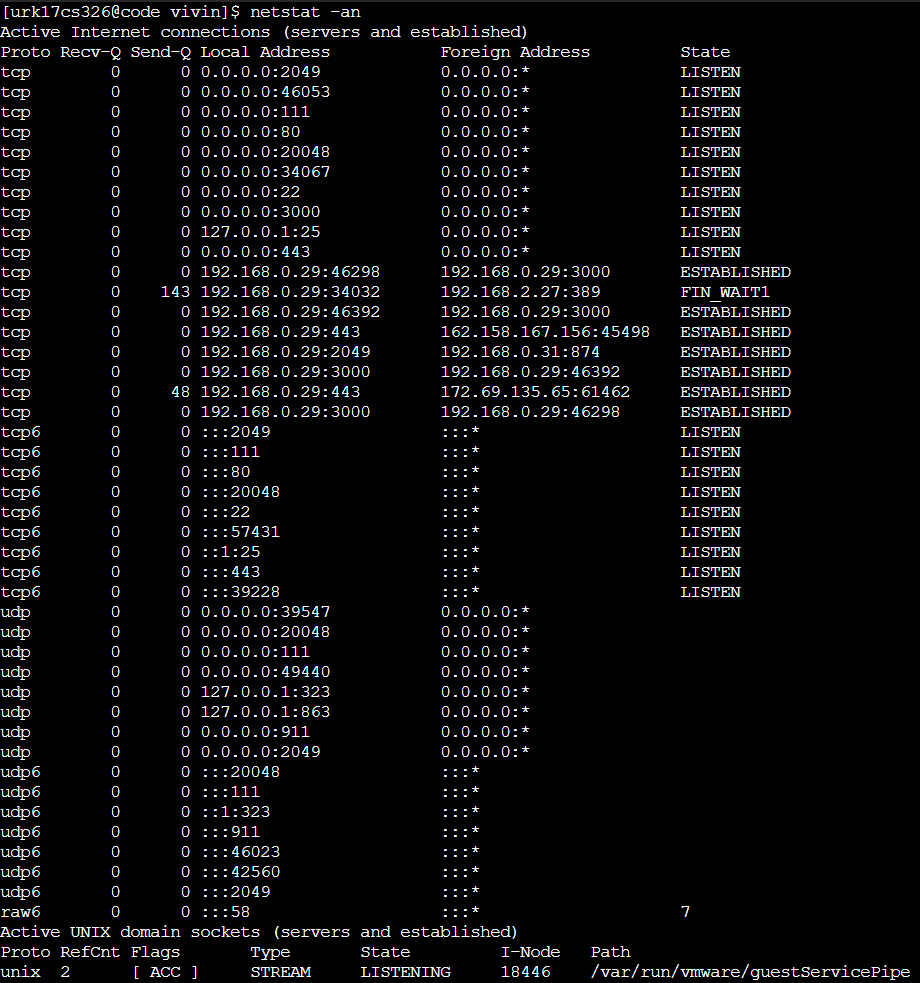 [urk17cs326@code vivin]$ netstat -an
Active Internet connections (servers and established)
Proto Recv-Q Send-Q Local Address           Foreign Address         State
tcp        0      0 0.0.0.0:2049            0.0.0.0:*               LISTEN
tcp        0      0 0.0.0.0:46053           0.0.0.0:*               LISTEN
tcp        0      0 0.0.0.0:111             0.0.0.0:*               LISTEN
tcp        0      0 0.0.0.0:80              0.0.0.0:*               LISTEN
tcp        0      0 0.0.0.0:20048           0.0.0.0:*               LISTEN
tcp        0      0 0.0.0.0:34067           0.0.0.0:*               LISTEN
tcp        0      0 0.0.0.0:22              0.0.0.0:*               LISTEN
tcp        0      0 0.0.0.0:3000            0.0.0.0:*               LISTEN
tcp        0      0 127.0.0.1:25            0.0.0.0:*               LISTEN
tcp        0      0 0.0.0.0:443             0.0.0.0:*               LISTEN
tcp        0      0 192.168.0.29:46298      192.168.0.29:3000       ESTABLISHED
tcp        0    143 192.168.0.29:34032      192.168.2.27:389        FIN_WAIT1
tcp        0      0 192.168.0.29:46392      192.168.0.29:3000       ESTABLISHED
tcp        0      0 192.168.0.29:443        162.158.167.156:45498   ESTABLISHED
tcp        0      0 192.168.0.29:2049       192.168.0.31:874        ESTABLISHED
tcp        0      0 192.168.0.29:3000       192.168.0.29:46392      ESTABLISHED
tcp        0     48 192.168.0.29:443        172.69.135.65:61462     ESTABLISHED
tcp        0      0 192.168.0.29:3000       192.168.0.29:46298      ESTABLISHED
tcp6       0      0 :::2049                 :::*                    LISTEN
tcp6       0      0 :::111                  :::*                    LISTEN
tcp6       0      0 :::80                   :::*                    LISTEN
tcp6       0      0 :::20048                :::*                    LISTEN
tcp6       0      0 :::22                   :::*                    LISTEN
tcp6       0      0 :::57431                :::*                    LISTEN
tcp6       0      0 ::1:25                  :::*                    LISTEN
tcp6       0      0 :::443                  :::*                    LISTEN
tcp6       0      0 :::39228                :::*                    LISTEN
udp        0      0 0.0.0.0:39547           0.0.0.0:*
udp        0      0 0.0.0.0:20048           0.0.0.0:*
udp        0      0 0.0.0.0:111             0.0.0.0:*
udp        0      0 0.0.0.0:49440           0.0.0.0:*
udp        0      0 127.0.0.1:323           0.0.0.0:*
udp        0      0 127.0.0.1:863           0.0.0.0:*
udp        0      0 0.0.0.0:911             0.0.0.0:*
udp        0      0 0.0.0.0:2049            0.0.0.0:*
udp6       0      0 :::20048                :::*
udp6       0      0 :::111                  :::*
udp6       0      0 ::1:323                 :::*
udp6       0      0 :::911                  :::*
udp6       0      0 :::46023                :::*
udp6       0      0 :::42560                :::*
udp6       0      0 :::2049                 :::*
raw6       0      0 :::58                   :::*                    7
Active UNIX domain sockets (servers and established)
Proto RefCnt Flags       Type       State         I-Node   Path
unix  2      [ ACC ]     STREAM     LISTENING     18446    /var/run/vmware/guestServicePipe